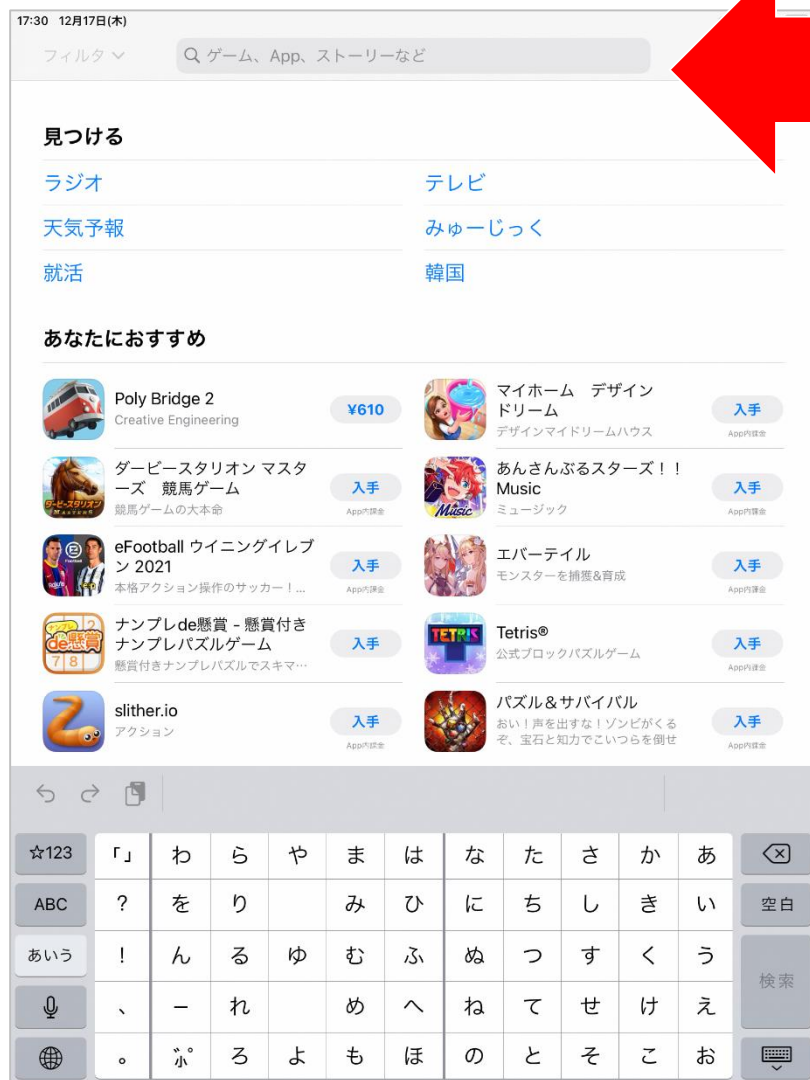 17:30 12月17日(木)
フィルタ
ゲーム、App、ストーリーなど
見つける
ラジオ
テレビ
天気予報
みゅーじっく
就活
韓国
あなたにおすすめ
Poly Bridge 2
Creative Engineering
¥610
マイホーム デザイン
ドリーム
デザインマイドリームハウス
入手
App内課金
ダービースタリオン マスタ
ーズ 競馬ゲーム
競馬ゲームの大本命
入手
App内課金
あんさんぶるスターズ！！
Music
ミュージック
入手
App内課金
eFootball ウイニングイレブ
ン 2021
本格アクション操作のサッカー！...
入手
App内課金
エバーテイル
モンスターを捕獲&育成
入手
App内課金
ナンプレde懸賞 - 懸賞付き
ナンプレパズルゲーム
懸賞付きナンプレパズルでスキマ…
入手
Tetris®
公式ブロックパズルゲーム
入手
App内課金
slither.io
アクション
入手
App内課金
パズル＆サバイバル
おい！声を出すな！ゾンビがくる
ぞ、宝石と知力でこいつらを倒せ
入手
App内課金
☆123 「」 わ ら や ま は な た さ か あ
ABC ? を り み ひ に ち し き い 空白
あいう ! ん る ゆ む ふ ぬ つ す く う
検索
、 ー れ め へ ね て せ け え
。 ゛゜小 ろ よ も ほ の と そ こ お